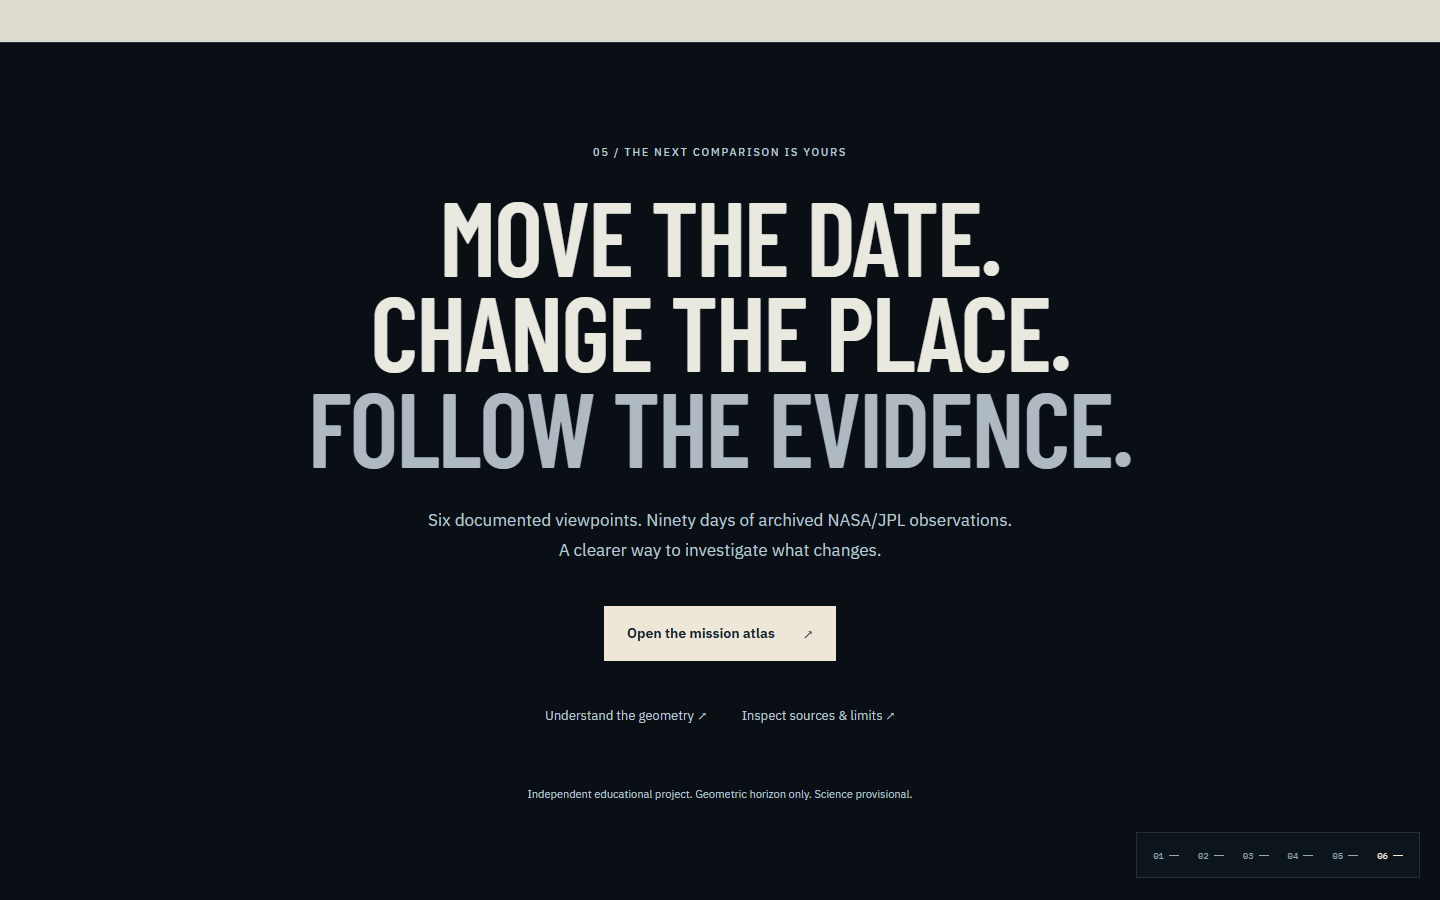 05 / THE NEXT COMPARISON IS YOURS
MOVE THE DATE.
CHANGE THE PLACE.
FOLLOW THE EVIDENCE.
Six documented viewpoints. Ninety days of archived NASA/JPL observations.
A clearer way to investigate what changes.
Open the mission atlas ↗
Understand the geometry ↗ Inspect sources & limits ↗
Independent educational project. Geometric horizon only. Science provisional.
01 — 02 — 03 — 04 — 05 — 06 —